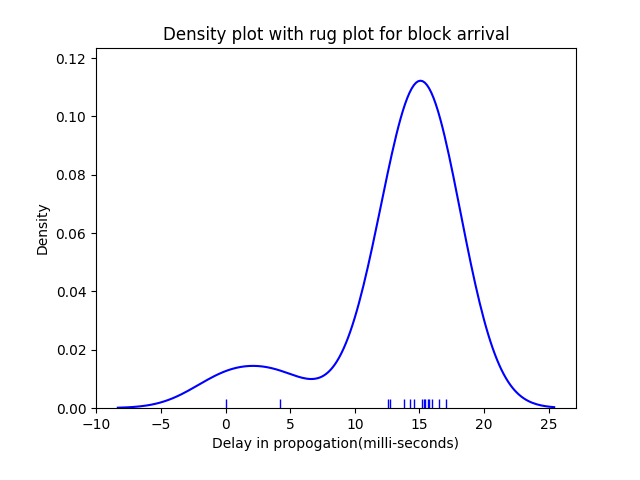 Density plot with rug plot for block arrival
0.12
0.10
0.08
0.06
0.04
0.02
0.00
Density
−10 −5 0 5 10 15 20 25
Delay in propogation(milli-seconds)